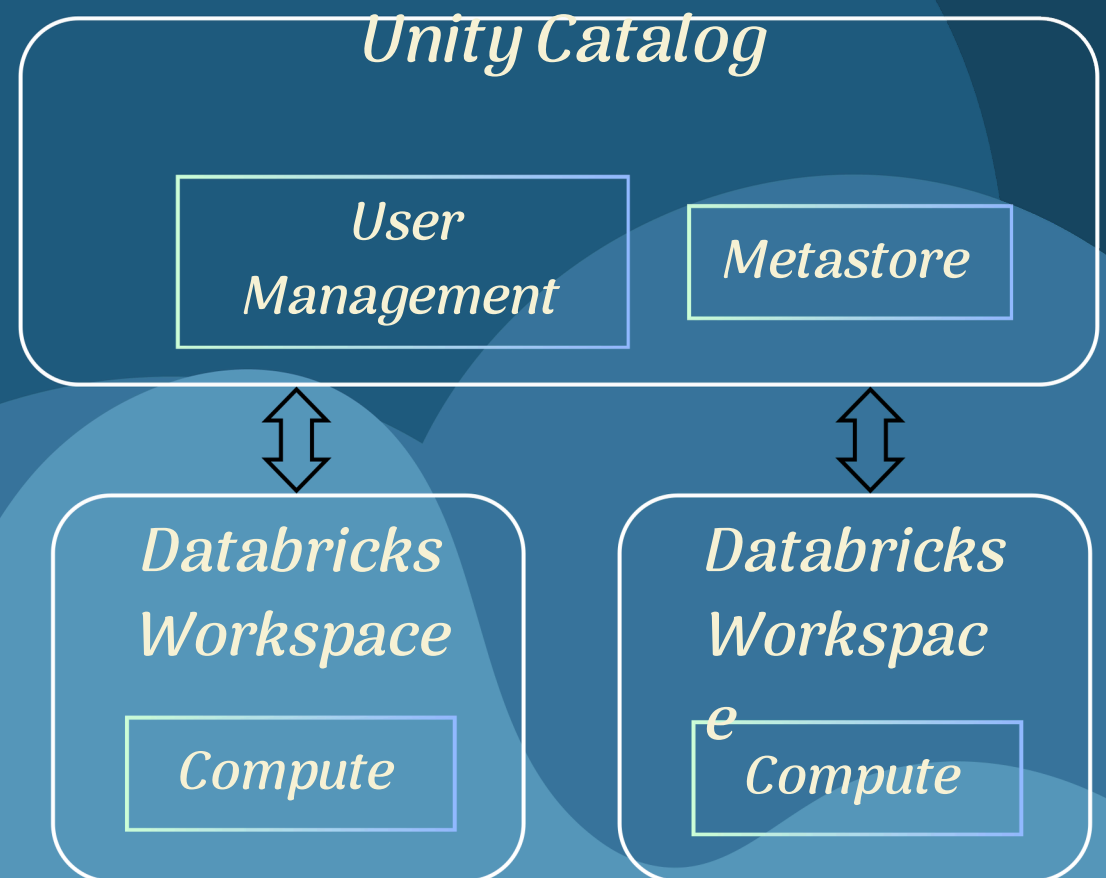 Unity Catalog
User
Management
Metastore
Databricks
Workspace
Compute
Databricks
Workspac
e
Compute